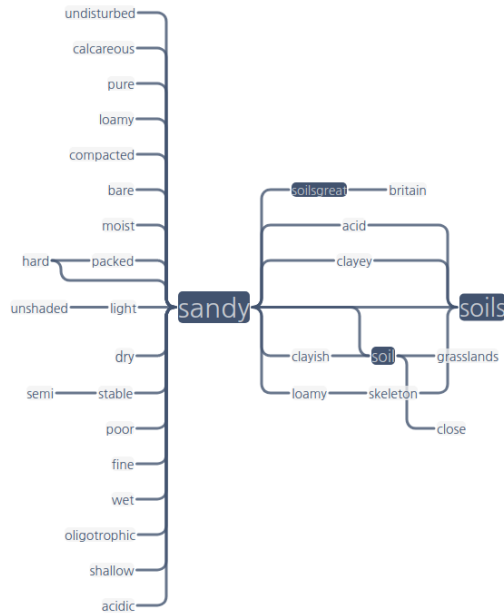 undisturbed
calcareous
pure
loamy
compacted
bare
moist
hard packed
unshaded light
dry
semi stable
poor
fine
wet
oligotrophic
shallow
acidic
sandy
soilsgreat britain
acid
clayey
clayish soil grasslands
loamy skeleton
close
soils